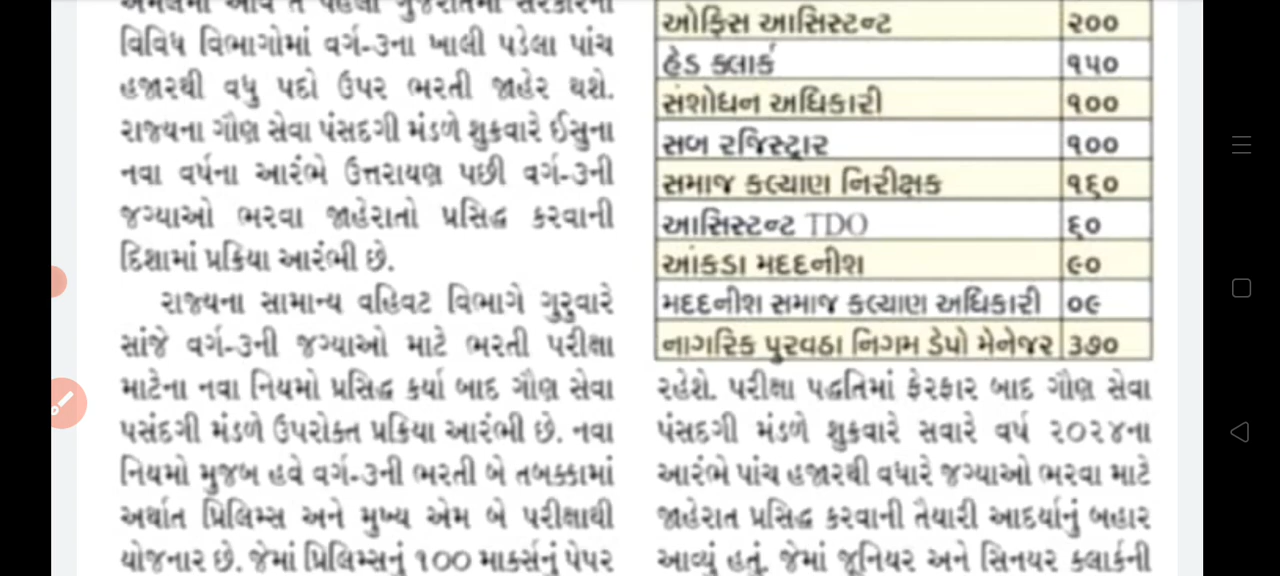 વિવિધ વિભાગોમાં વર્ગ-૩ના ખાલી પડેલા પાંચ
હજારથી વધુ પદો ઉપર ભરતી જાહેર થશે.
રાજ્યના ગૌણ સેવા પંસદગી મંડળે શુક્રવારે ઈસુના
નવા વર્ષના આરંભે ઉત્તરાયણ પછી વર્ગ-૩ની
જગ્યાઓ ભરવા જાહેરાતો પ્રસિદ્ધ કરવાની
દિશામાં પ્રક્રિયા આરંભી છે.
રાજ્યના સામાન્ય વહિવટ વિભાગે ગુરુવારે
સાંજે વર્ગ-૩ની જગ્યાઓ માટે ભરતી પરીક્ષા
માટેના નવા નિયમો પ્રસિદ્ધ કર્યા બાદ ગૌણ સેવા
પસંદગી મંડળે ઉપરોક્ત પ્રક્રિયા આરંભી છે. નવા
નિયમો મુજબ હવે વર્ગ-૩ની ભરતી બે તબક્કામાં
અર્થાત પ્રિલિમ્સ અને મુખ્ય એમ બે પરીક્ષાથી
યોજનાર છે. જેમાં પ્રિલિમ્સનું ૧૦૦ માર્ક્સનું પેપર
ઓફિસ આસિસ્ટન્ટ ૨૦૦
હેડ ક્લાર્ક ૧૫૦
સંશોધન અધિકારી ૧૦૦
સબ રજિસ્ટ્રાર ૧૦૦
સમાજ કલ્યાણ નિરીક્ષક ૧૬૦
આસિસ્ટન્ટ TDO ૬૦
આંકડા મદદનીશ ૯૦
મદદનીશ સમાજ કલ્યાણ અધિકારી ૦૯
નાગરિક પુરવઠા નિગમ ડેપો મેનેજર ૩૭૦
રહેશે. પરીક્ષા પદ્ધતિમાં ફેરફાર બાદ ગૌણ સેવા
પંસદગી મંડળે શુક્રવારે સવારે વર્ષ ૨૦૨૪ના
આરંભે પાંચ હજારથી વધારે જગ્યાઓ ભરવા માટે
જાહેરાત પ્રસિદ્ધ કરવાની તૈયારી આદર્યાનું બહાર
આવ્યું હતું. જેમાં જૂનિયર અને સિનયર ક્લાર્કની